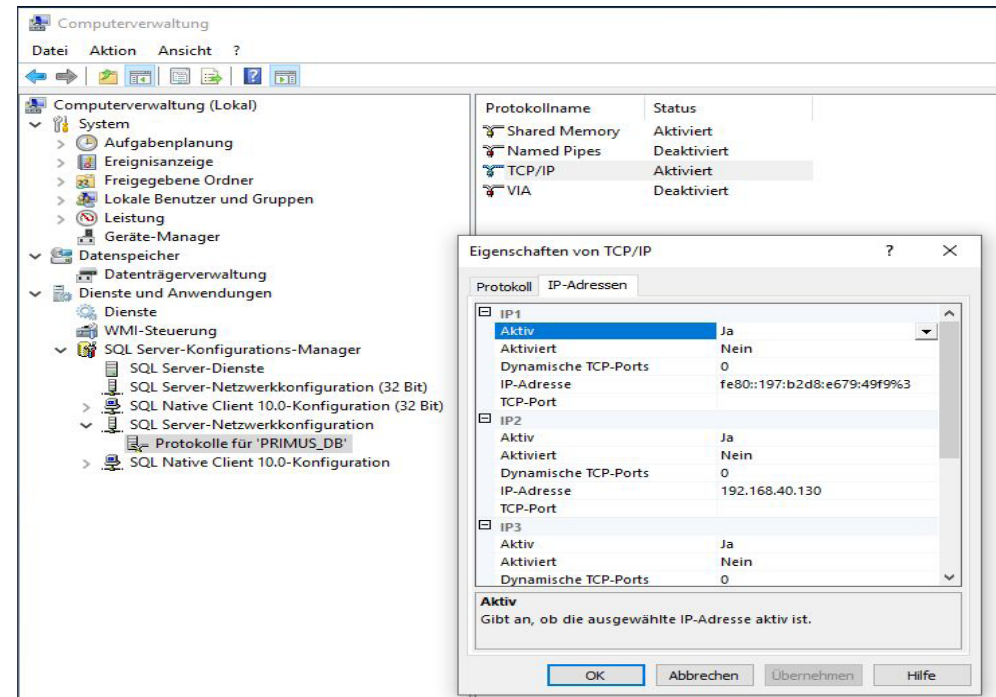 Computerverwaltung
Datei Aktion Ansicht ?
Computerverwaltung (Lokal)
System
Aufgabenplanung
Ereignisanzeige
Freigegebene Ordner
Lokale Benutzer und Gruppen
Leistung
Geräte-Manager
Datenspeicher
Datenträgerverwaltung
Dienste und Anwendungen
Dienste
WMI-Steuerung
SQL Server-Konfigurations-Manager
SQL Server-Dienste
SQL Server-Netzwerkkonfiguration (32 Bit)
SQL Native Client 10.0-Konfiguration (32 Bit)
SQL Server-Netzwerkkonfiguration
Protokolle für 'PRIMUS_DB'
SQL Native Client 10.0-Konfiguration
Protokollname Status
Shared Memory Aktiviert
Named Pipes Deaktiviert
TCP/IP Aktiviert
VIA Deaktiviert
Eigenschaften von TCP/IP ?
Protokoll IP-Adressen
IP1
Aktiv Ja
Aktiviert Nein
Dynamische TCP-Ports 0
IP-Adresse fe80::197:b2d8:e679:49f9%3
TCP-Port
IP2
Aktiv Ja
Aktiviert Nein
Dynamische TCP-Ports 0
IP-Adresse 192.168.40.130
TCP-Port
IP3
Aktiv Ja
Aktiviert Nein
Dynamische TCP-Ports 0
Aktiv
Gibt an, ob die ausgewählte IP-Adresse aktiv ist.
OK Abbrechen Übernehmen Hilfe